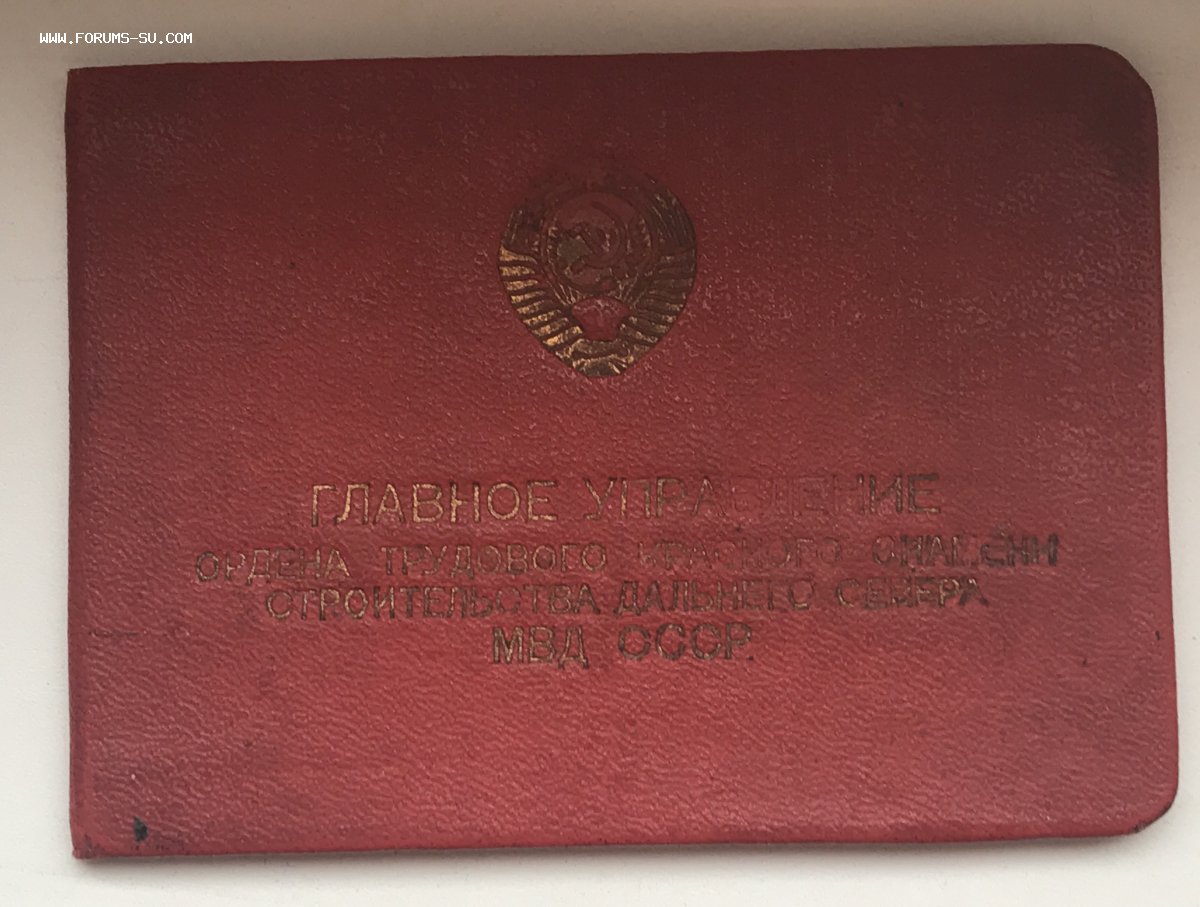 WWW.FORUMS-SU.COM
ГЛАВНОЕ УПРАВЛЕНИЕ
ОРДЕНА ТРУДОВОГО КРАСНОГО ЗНАМЕНИ
СТРОИТЕЛЬСТВА ДАЛЬНЕГО СЕВЕРА
МВД СССР.